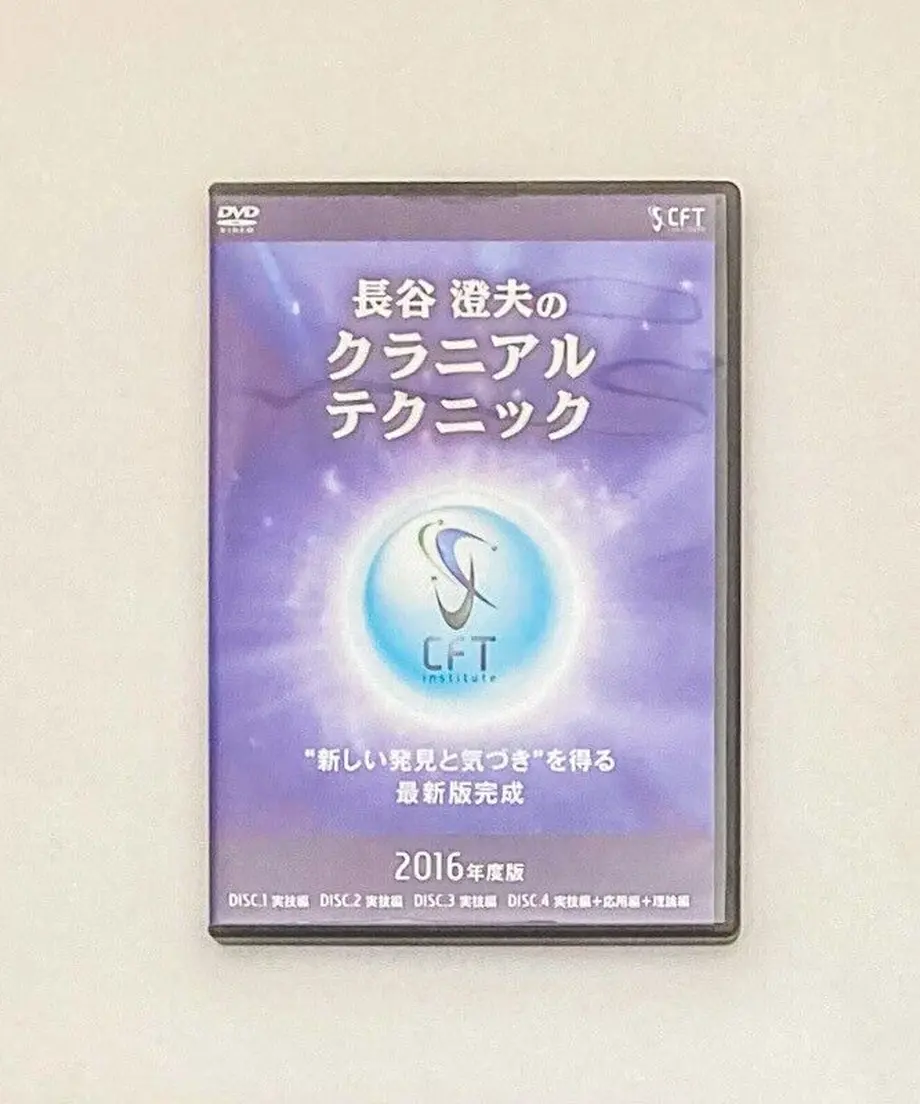 DVD
VIDEO
CFT
INSTITUTE
長谷 澄夫の
クラニアル
テクニック
CFT
institute
“新しい発見と気づき”を得る
最新版完成
2016年度版
DISC.1 実技編 DISC.2 実技編 DISC.3 実技編 DISC.4 実技編+応用編+理論編